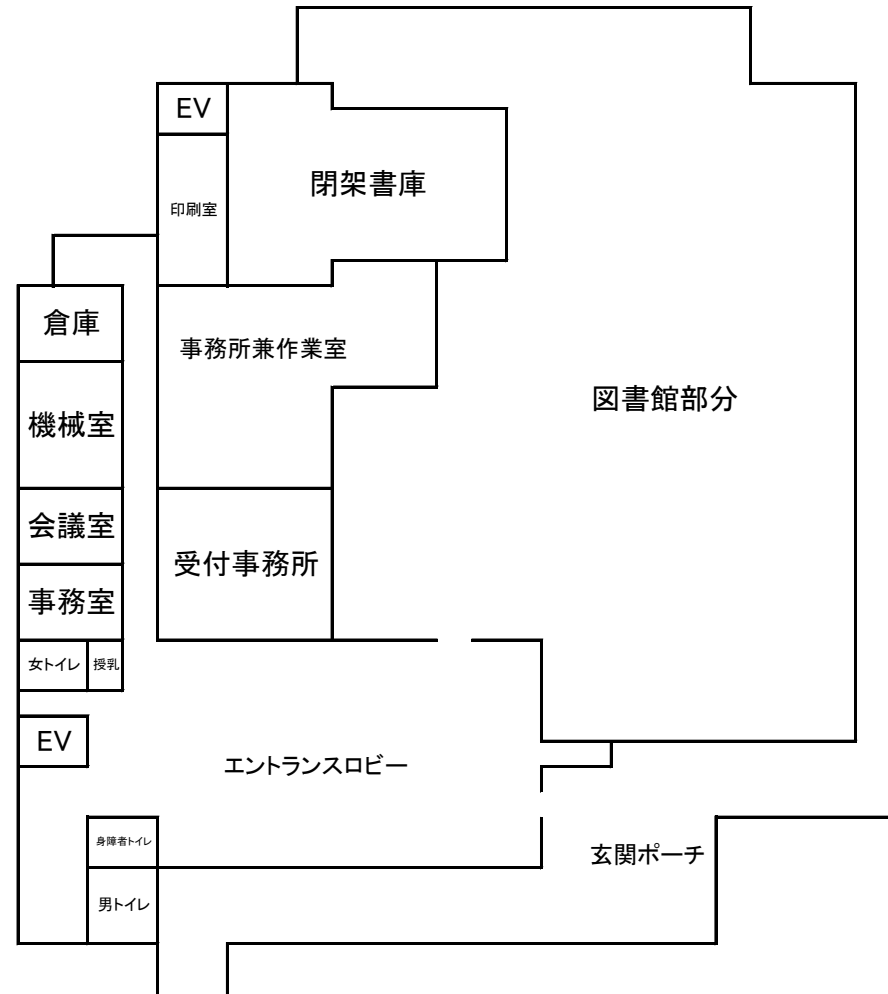 EV
閉架書庫
印刷室
倉庫
事務所兼作業室
図書館部分
機械室
会議室
受付事務所
事務室
女トイレ
授乳
EV
エントランスロビー
身障者トイレ
玄関ポーチ
男トイレ